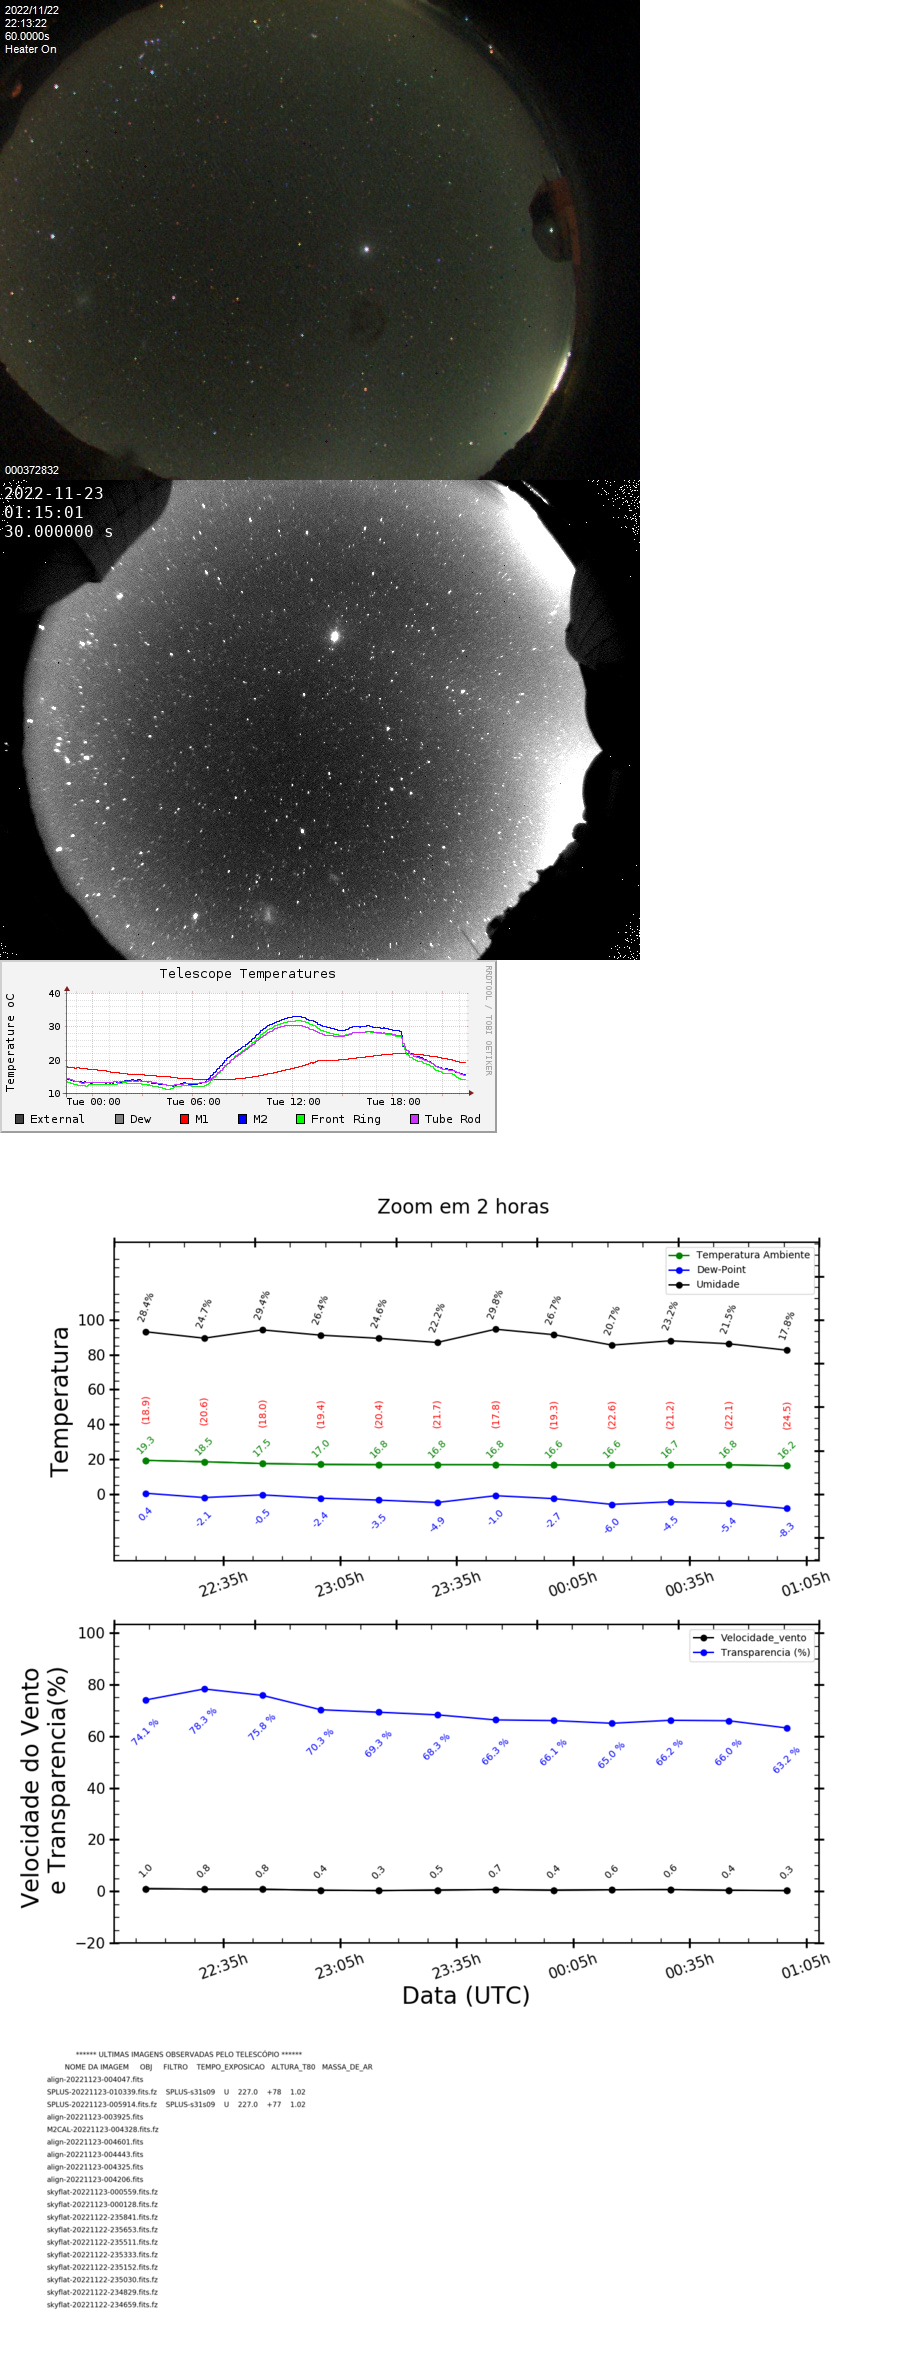 2022/11/22
22:13:22
60.0000s
Heater On
000372832
2022-11-23
01:15:01
30.000000 s
Telescope Temperatures
RRDTOOL / TOBI OETIKER
Temperature oC
40
30
20
10
Tue 00:00 Tue 06:00 Tue 12:00 Tue 18:00
External Dew M1 M2 Front Ring Tube Rod
Zoom em 2 horas
Temperatura Ambiente
Dew-Point
Umidade
Temperatura
100
80
60
40
20
0
28.4% 24.7% 29.4% 26.4% 24.6% 22.2% 29.8% 26.7% 20.7% 23.2% 21.5% 17.8%
(18.9) (20.6) (18.0) (19.4) (20.4) (21.7) (17.8) (19.3) (22.6) (21.2) (22.1) (24.5)
19.3 18.5 17.5 17.0 16.8 16.8 16.8 16.6 16.6 16.7 16.8 16.2
0.4 -2.1 -0.5 -2.4 -3.5 -4.9 -1.0 -2.7 -6.0 -4.5 -5.4 -8.3
22:35h 23:05h 23:35h 00:05h 00:35h 01:05h
Velocidade_vento
Transparencia (%)
Velocidade do Vento
e Transparencia(%)
100
80
60
40
20
0
−20
74.1 % 78.3 % 75.8 % 70.3 % 69.3 % 68.3 % 66.3 % 66.1 % 65.0 % 66.2 % 66.0 % 63.2 %
1.0 0.8 0.8 0.4 0.3 0.5 0.7 0.4 0.6 0.6 0.4 0.3
22:35h 23:05h 23:35h 00:05h 00:35h 01:05h
Data (UTC)
****** ULTIMAS IMAGENS OBSERVADAS PELO TELESCÓPIO ******
NOME DA IMAGEM OBJ FILTRO TEMPO_EXPOSICAO ALTURA_T80 MASSA_DE_AR
align-20221123-004047.fits
SPLUS-20221123-010339.fits.fz SPLUS-s31s09 U 227.0 +78 1.02
SPLUS-20221123-005914.fits.fz SPLUS-s31s09 U 227.0 +77 1.02
align-20221123-003925.fits
M2CAL-20221123-004328.fits.fz
align-20221123-004601.fits
align-20221123-004443.fits
align-20221123-004325.fits
align-20221123-004206.fits
skyflat-20221123-000559.fits.fz
skyflat-20221123-000128.fits.fz
skyflat-20221122-235841.fits.fz
skyflat-20221122-235653.fits.fz
skyflat-20221122-235511.fits.fz
skyflat-20221122-235333.fits.fz
skyflat-20221122-235152.fits.fz
skyflat-20221122-235030.fits.fz
skyflat-20221122-234829.fits.fz
skyflat-20221122-234659.fits.fz